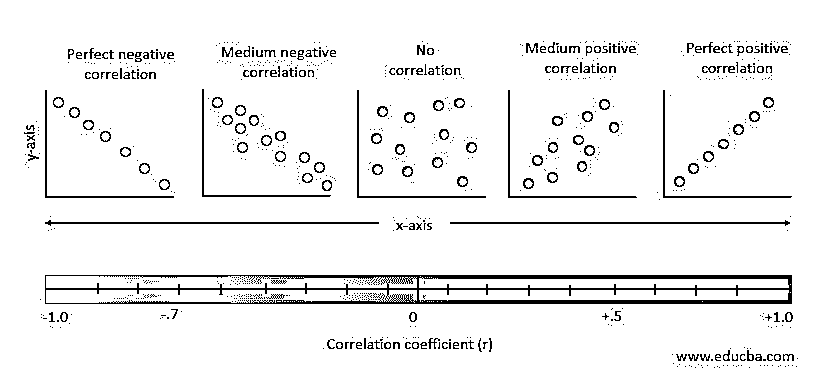 Perfect negative
correlation
Medium negative
correlation
No
correlation
Medium positive
correlation
Perfect positive
correlation
y-axis
x-axis
-1.0
-.7
0
+.5
+1.0
Correlation coefficient (r)
www.educba.com